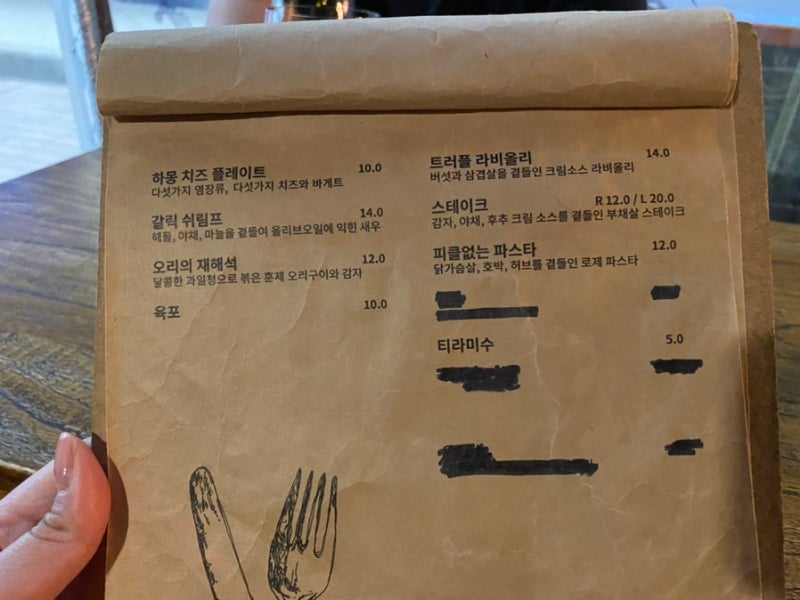 하몽 치즈 플레이트 10.0
다섯가지 염장류, 다섯가지 치즈와 바게트
갈릭 쉬림프 14.0
해물, 야채, 마늘을 곁들여 올리브오일에 익힌 새우
오리의 재해석 12.0
달콤한 과일청으로 볶은 훈제 오리구이와 감자
육포 10.0
트러플 라비올리 14.0
버섯과 삼겹살을 곁들인 크림소스 라비올리
스테이크 R 12.0 / L 20.0
감자, 야채, 후추 크림 소스를 곁들인 부채살 스테이크
피클없는 파스타 12.0
닭가슴살, 호박, 허브를 곁들인 로제 파스타
티라미수 5.0